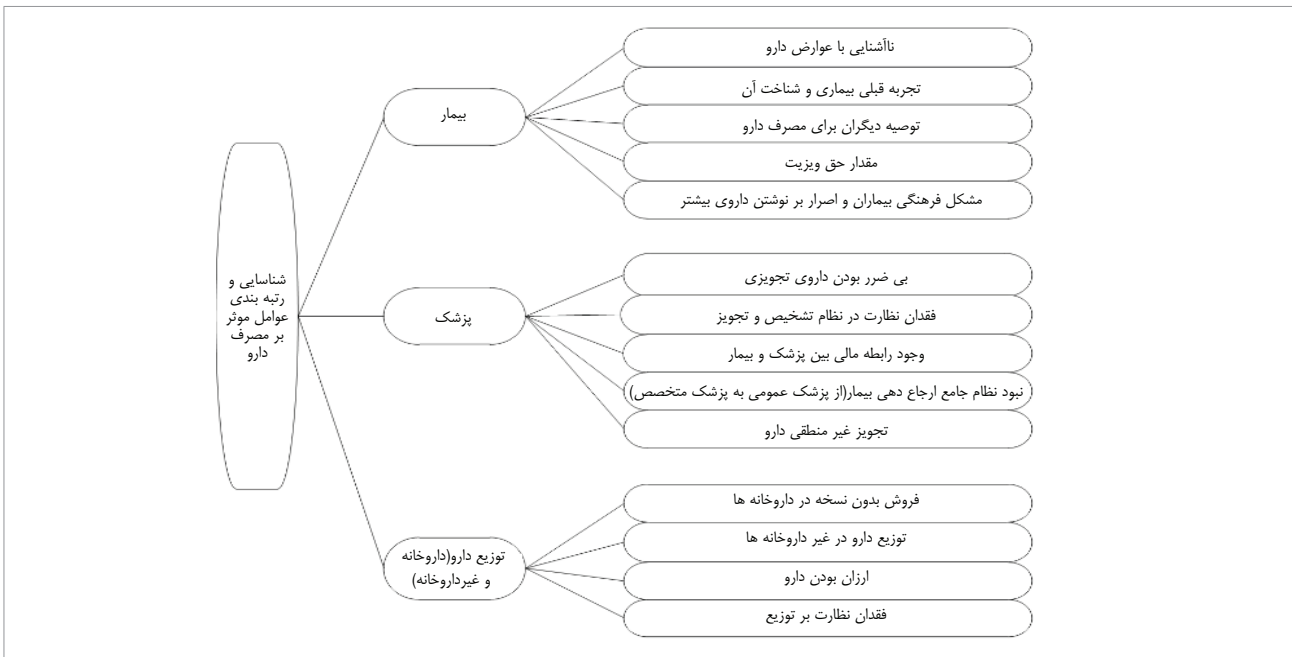 شناسایی و
رتبه بندی
عوامل موثر
بر مصرف
دارو
بیمار
ناآشنایی با عوارض دارو
تجربه قبلی بیماری و شناخت آن
توصیه دیگران برای مصرف دارو
مقدار حق ویزیت
مشکل فرهنگی بیماران و اصرار بر نوشتن داروی بیشتر
پزشک
بی ضرر بودن داروی تجویزی
فقدان نظارت در نظام تشخیص و تجویز
وجود رابطه مالی بین پزشک و بیمار
نبود نظام جامع ارجاع دهی بیمار(از پزشک عمومی به پزشک متخصص)
تجویز غیر منطقی دارو
توزیع دارو(داروخانه
و غیرداروخانه)
فروش بدون نسخه در داروخانه ها
توزیع دارو در غیر داروخانه ها
ارزان بودن دارو
فقدان نظارت بر توزیع